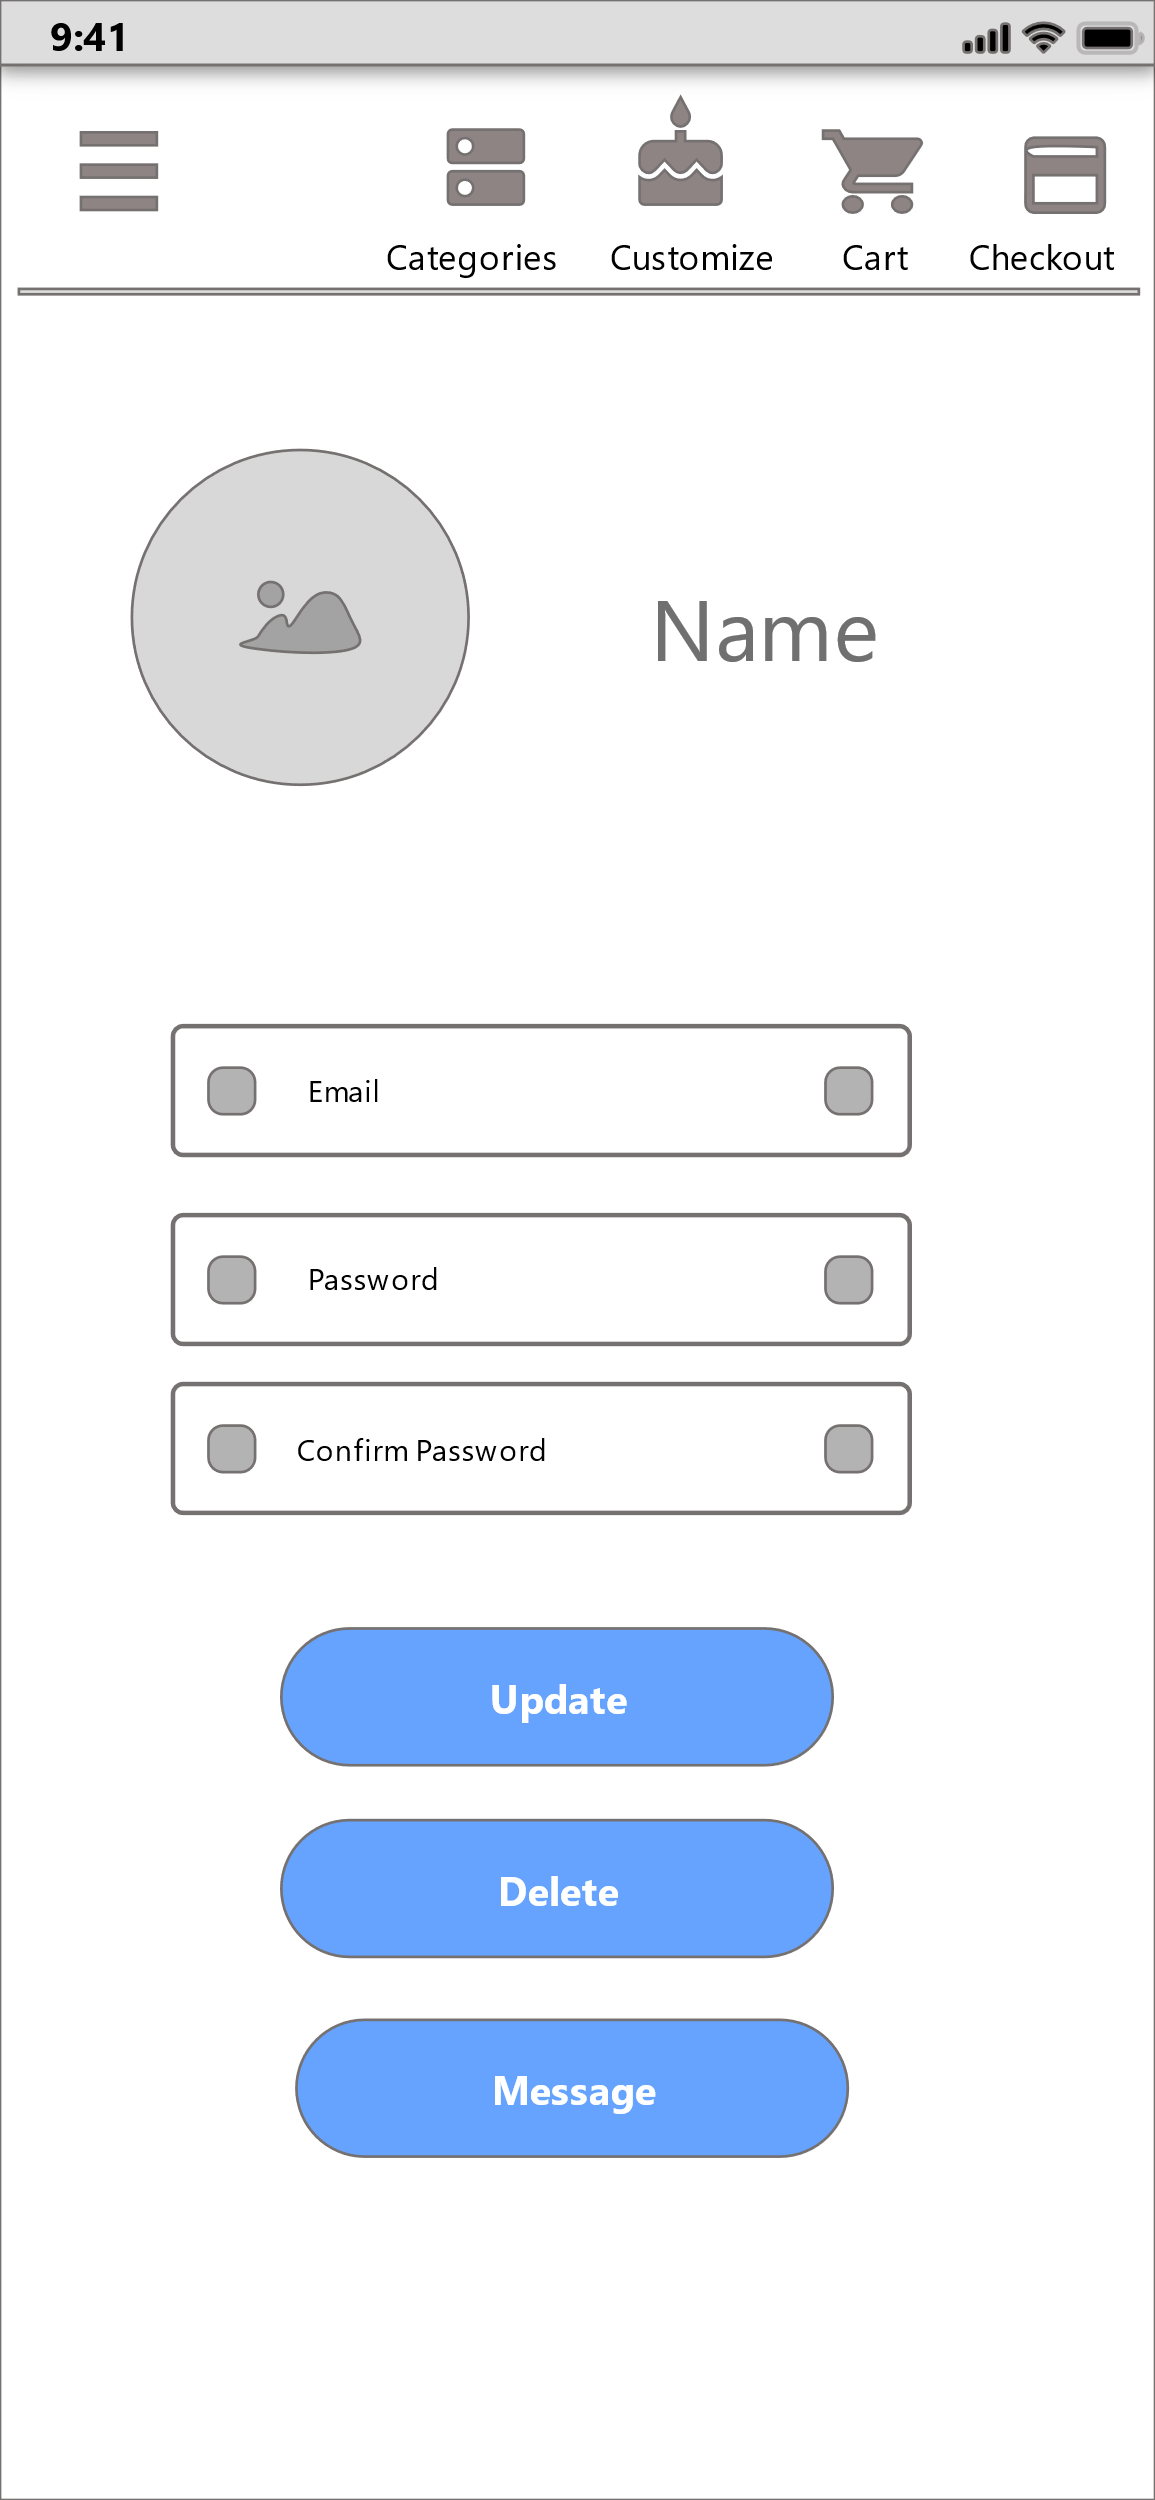 9:41
Categories Customize Cart Checkout
Name
Email
Password
Confirm Password
Update
Delete
Message